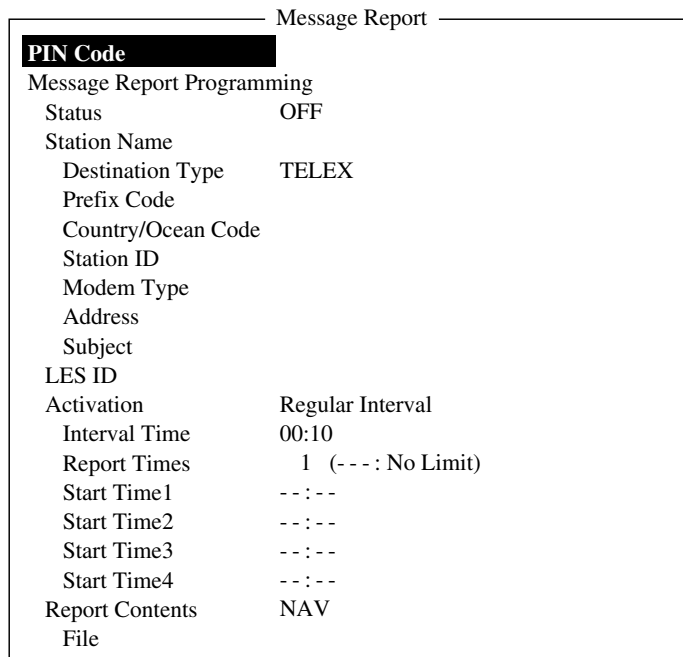 Message Report
PIN Code
Message Report Programming
Status OFF
Station Name
Destination Type TELEX
Prefix Code
Country/Ocean Code
Station ID
Modem Type
Address
Subject
LES ID
Activation Regular Interval
Interval Time 00:10
Report Times 1 (- - - : No Limit)
Start Time1 - - : - -
Start Time2 - - : - -
Start Time3 - - : - -
Start Time4 - - : - -
Report Contents NAV
File